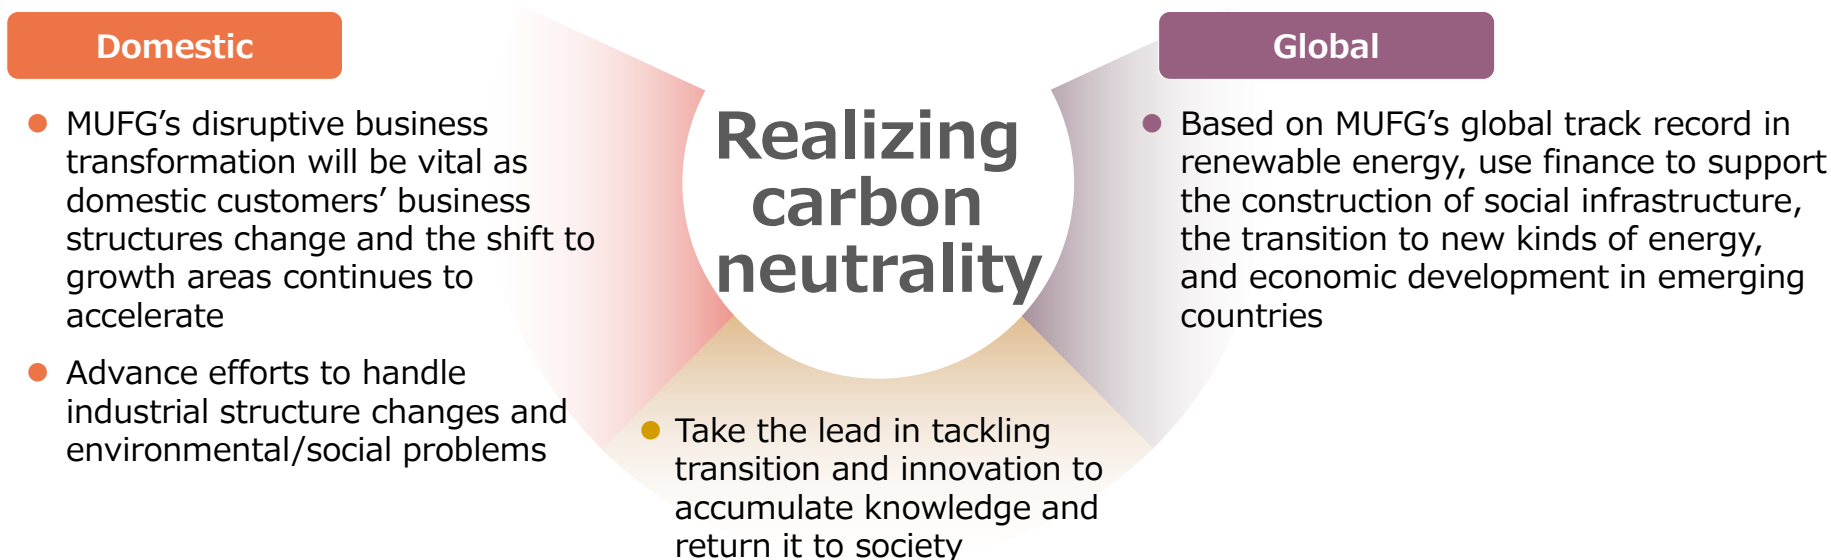 Domestic
MUFG’s disruptive business
transformation will be vital as
domestic customers’ business
structures change and the shift to
growth areas continues to
accelerate
Advance efforts to handle
industrial structure changes and
environmental/social problems
Realizing
carbon
neutrality
Take the lead in tackling
transition and innovation to
accumulate knowledge and
return it to society
Global
Based on MUFG’s global track record in
renewable energy, use finance to support
the construction of social infrastructure,
the transition to new kinds of energy,
and economic development in emerging
countries